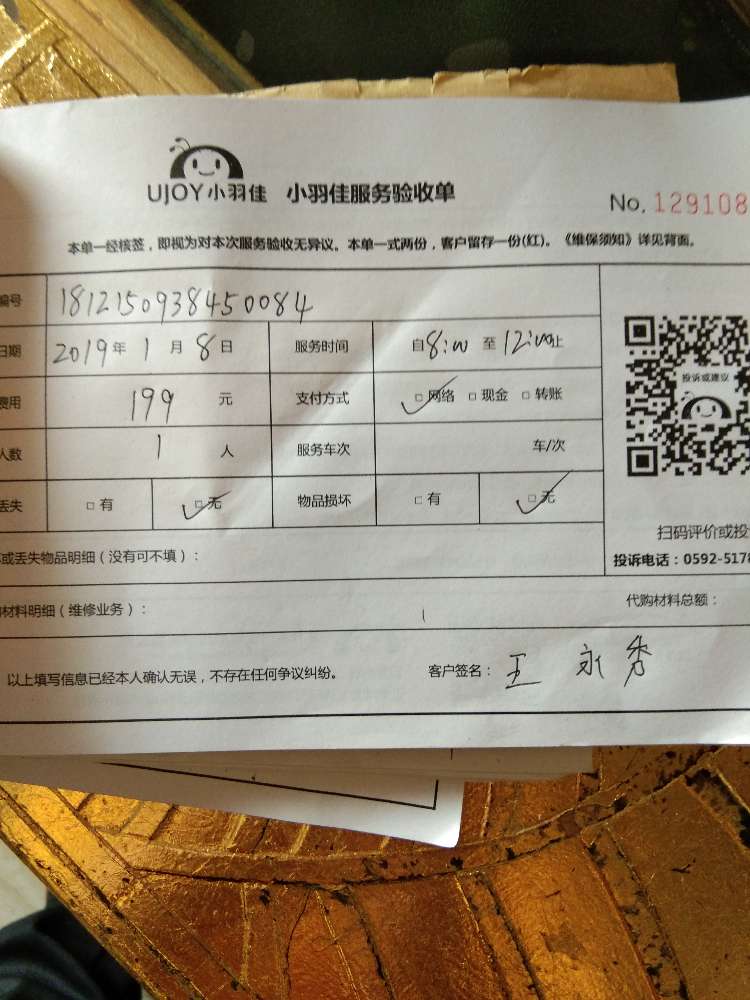 UJOY小羽佳 小羽佳服务验收单
No. 129108
本单一经核签，即视为对本次服务验收无异议。本单一式两份，客户留存一份(红)。《维保须知》详见背面。
编号 1812150938450084
日期 2019年 1月 8日 服务时间 自8:00 至12:00止
费用 199 元 支付方式 □网络 □现金 □转账
人数 1 人 服务车次 车/次
丢失 □有 □无 物品损坏 □有 □无
投诉或建议
扫码评价或投
投诉电话：0592-5178
或丢失物品明细（没有可不填）：
材料明细（维修业务）： 代购材料总额：
以上填写信息已经本人确认无误，不存在任何争议纠纷。 客户签名：王永秀